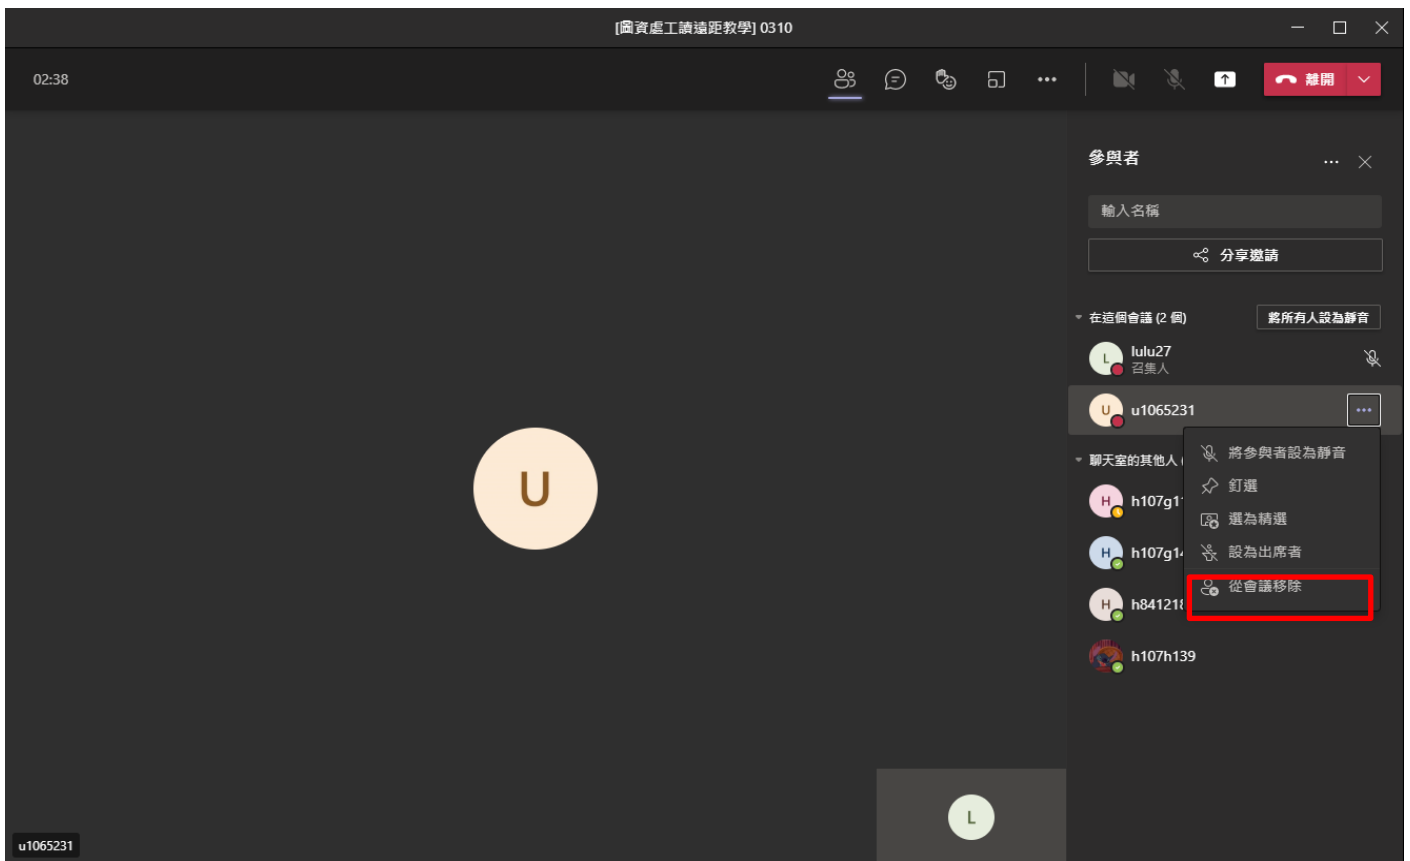 [圖資處工讀遠距教學] 0310
02:38
離開
參與者
輸入名稱
分享邀請
在這個會議 (2 個)
將所有人設為靜音
L
lulu27
召集人
U
u1065231
將參與者設為靜音
聊天室的其他人 (
釘選
H
h107g1
選為精選
H
h107g14
設為出席者
從會議移除
H
h841218
h107h139
U
L
u1065231